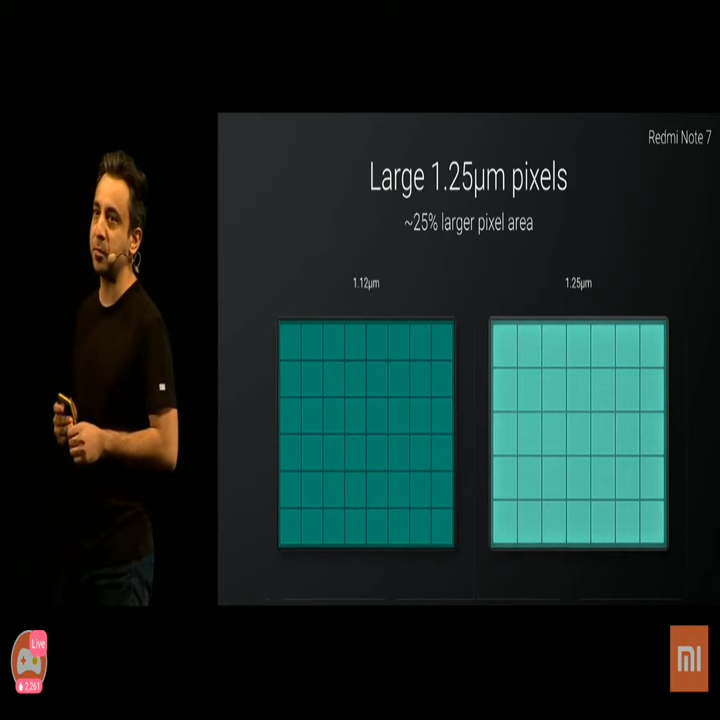 Redmi Note 7
Large 1.25µm pixels
~25% larger pixel area
1.12µm
1.25µm
Live
2,261
mi